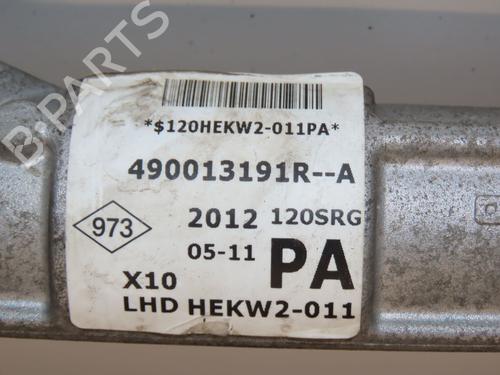 B-PARTS
*$120HEKW2-011PA*
490013191R--A
973
2012 120SRG
05-11 PA
X10
LHD HEKW2-011